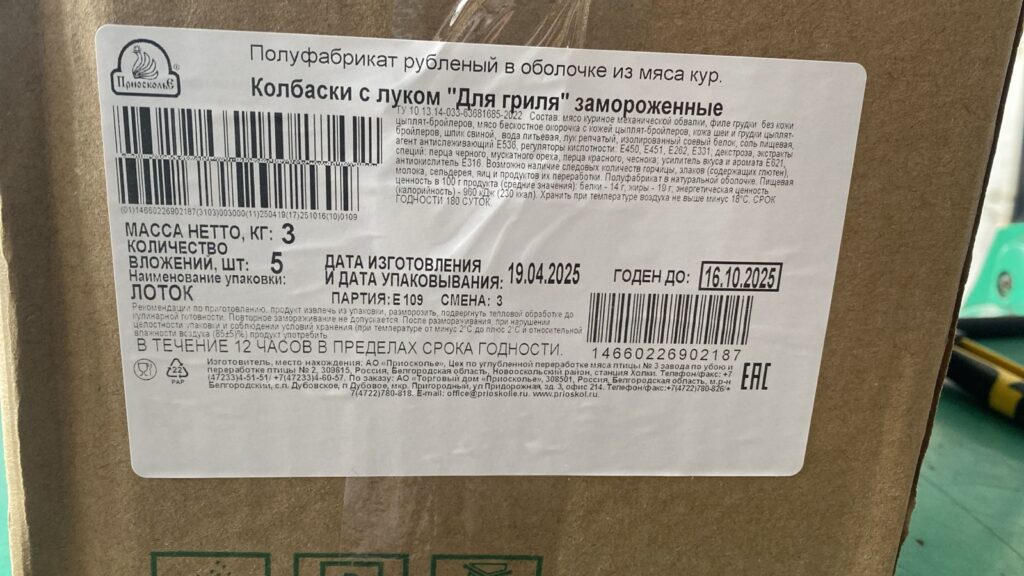 Приосколье
Полуфабрикат рубленый в оболочке из мяса кур.
Колбаски с луком "Для гриля" замороженные
ТУ 10.13.14-033-63681685-2022 Состав: мясо куриное механической обвалки, филе грудки без кожи
цыплят-бройлеров, мясо бескостное окорочка с кожей цыплят-бройлеров, кожа шеи и грудки цыплят-
бройлеров, шпик свиной, вода питьевая, лук репчатый, изолированный соевый белок, соль пищевая,
агент антислеживающий Е536, регуляторы кислотности: Е450, Е451, Е262, Е331, декстроза, экстракты
специй: перца черного, мускатного ореха, перца красного, чеснока; усилитель вкуса и аромата Е621,
антиокислитель Е316. Возможно наличие следовых количеств горчицы, злаков (содержащих глютен),
молока, сельдерея, яиц и продуктов их переработки. Полуфабрикат в натуральной оболочке. Пищевая
ценность в 100 г продукта (средние значения): белки - 14 г, жиры - 19 г, энергетическая ценность
(калорийность) - 960 кДж (230 ккал). Хранить при температуре воздуха не выше минус 18°С. СРОК
ГОДНОСТИ 180 СУТОК.
(01)14660226902187(3103)003000(11)250419(17)251016(10)0109
МАССА НЕТТО, КГ: 3
КОЛИЧЕСТВО
ВЛОЖЕНИЙ, ШТ: 5
Наименование упаковки:
ЛОТОК
ДАТА ИЗГОТОВЛЕНИЯ
И ДАТА УПАКОВЫВАНИЯ: 19.04.2025
ГОДЕН ДО: 16.10.2025
ПАРТИЯ: Е 109 СМЕНА: 3
Рекомендации по приготовлению: продукт извлечь из упаковки, разморозить, подвергнуть тепловой обработке до
кулинарной готовности. Повторное замораживание не допускается. После размораживания, при нарушении
целостности упаковки и соблюдении условий хранения (при температуре от минус 2°С до плюс 2°С и относительной
влажности воздуха (85±5)%) продукт употребить
В ТЕЧЕНИЕ 12 ЧАСОВ В ПРЕДЕЛАХ СРОКА ГОДНОСТИ.
14660226902187
22
PAP
Изготовитель, место нахождения: АО «Приосколье», Цех по углубленной переработке мяса птицы № 3 завода по убою и
переработке птицы № 2, 309815, Россия, Белгородская область, Новооскольский район, станция Холки. Телефон/факс: +7
(47233)4-51-51/ +7(47233)4-60-57. По заказу: АО «Торговый дом «Приосколье», 308501, Россия, Белгородская область, м.р-н
Белгородский, с.п. Дубовское, п Дубовое, мкр. Пригородный, ул. Природинская, зд. 3, офис 214. Телефон/факс:+7(4722)780-826
7(4722)780-818. E-mail: office@prioskolie.ru. www.prioskol.ru.
EAC